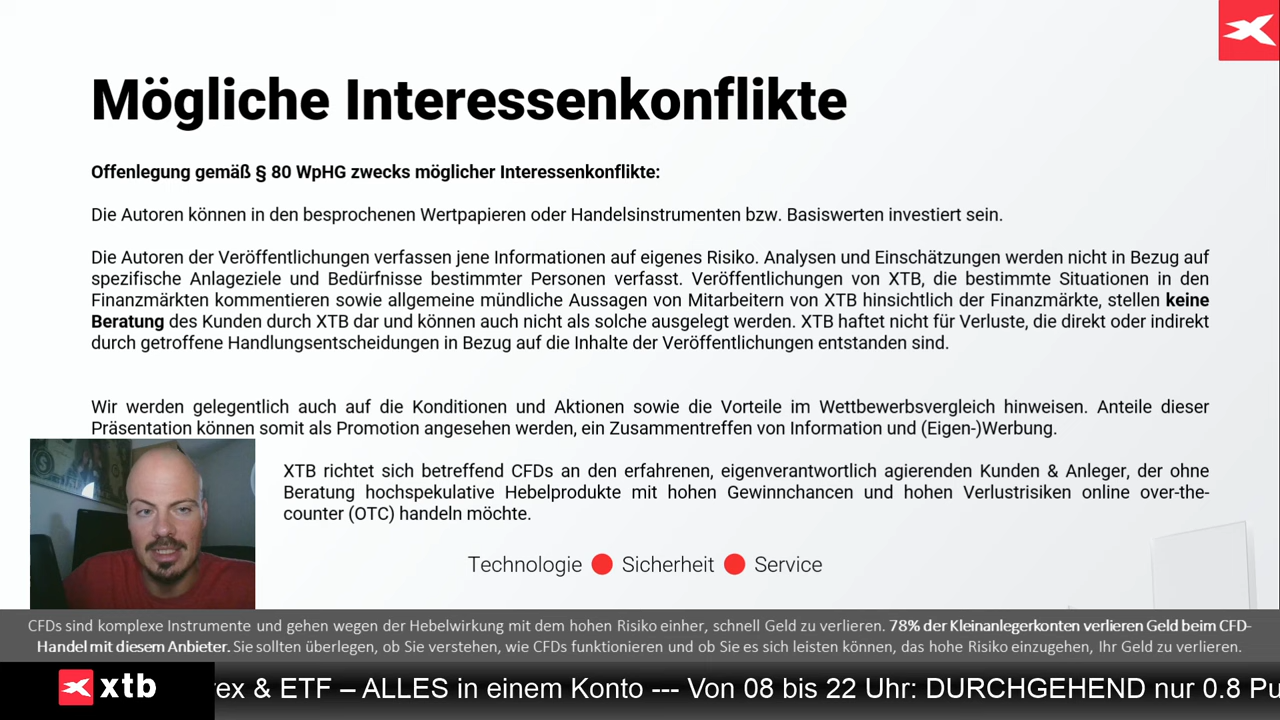 Mögliche Interessenkonflikte
Offenlegung gemäß § 80 WpHG zwecks möglicher Interessenkonflikte:
Die Autoren können in den besprochenen Wertpapieren oder Handelsinstrumenten bzw. Basiswerten investiert sein.
Die Autoren der Veröffentlichungen verfassen jene Informationen auf eigenes Risiko. Analysen und Einschätzungen werden nicht in Bezug auf
spezifische Anlageziele und Bedürfnisse bestimmter Personen verfasst. Veröffentlichungen von XTB, die bestimmte Situationen in den
Finanzmärkten kommentieren sowie allgemeine mündliche Aussagen von Mitarbeitern von XTB hinsichtlich der Finanzmärkte, stellen keine
Beratung des Kunden durch XTB dar und können auch nicht als solche ausgelegt werden. XTB haftet nicht für Verluste, die direkt oder indirekt
durch getroffene Handlungsentscheidungen in Bezug auf die Inhalte der Veröffentlichungen entstanden sind.
Wir werden gelegentlich auch auf die Konditionen und Aktionen sowie die Vorteile im Wettbewerbsvergleich hinweisen. Anteile dieser
Präsentation können somit als Promotion angesehen werden, ein Zusammentreffen von Information und (Eigen-)Werbung.
XTB richtet sich betreffend CFDs an den erfahrenen, eigenverantwortlich agierenden Kunden & Anleger, der ohne
Beratung hochspekulative Hebelprodukte mit hohen Gewinnchancen und hohen Verlustrisiken online over-the-
counter (OTC) handeln möchte.
Technologie Sicherheit Service
CFDs sind komplexe Instrumente und gehen wegen der Hebelwirkung mit dem hohen Risiko einher, schnell Geld zu verlieren. 78% der Kleinanlegerkonten verlieren Geld beim CFD-
Handel mit diesem Anbieter. Sie sollten überlegen, ob Sie verstehen, wie CFDs funktionieren und ob Sie es sich leisten können, das hohe Risiko einzugehen, Ihr Geld zu verlieren.
xtb rex & ETF – ALLES in einem Konto --- Von 08 bis 22 Uhr: DURCHGEHEND nur 0.8 Pu